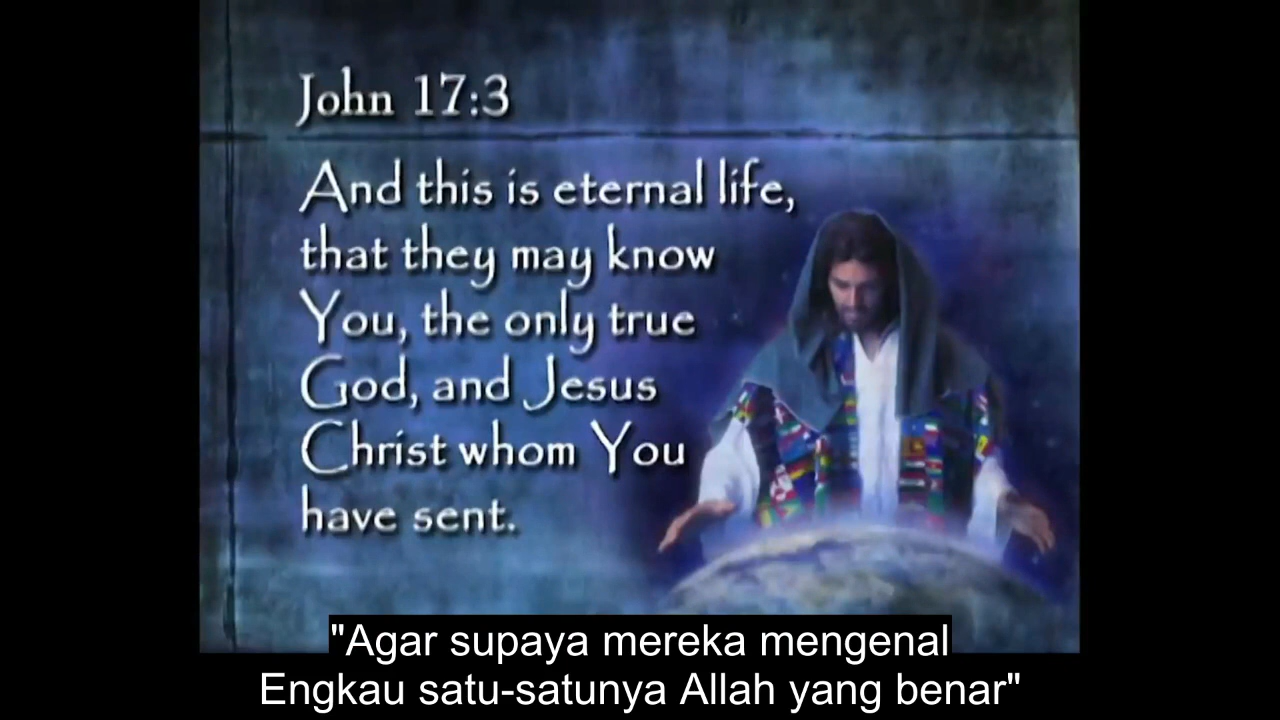 John 17:3
And this is eternal life,
that they may know
You, the only true
God, and Jesus
Christ whom You
have sent.
"Agar supaya mereka mengenal
Engkau satu-satunya Allah yang benar"